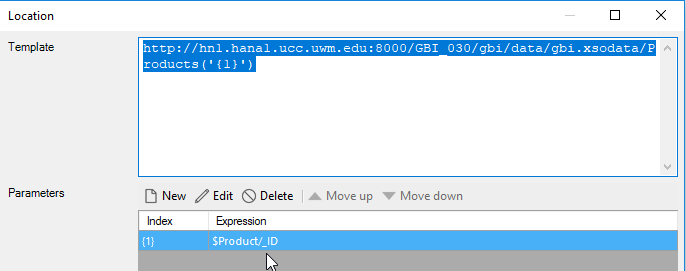 Location
Template
http://hn1.hana1.ucc.uwm.edu:8000/GBI_030/gbi/data/gbi.xsodata/P
roducts('{1}')
Parameters
New Edit Delete Move up Move down
Index Expression
{1} $Product/_ID